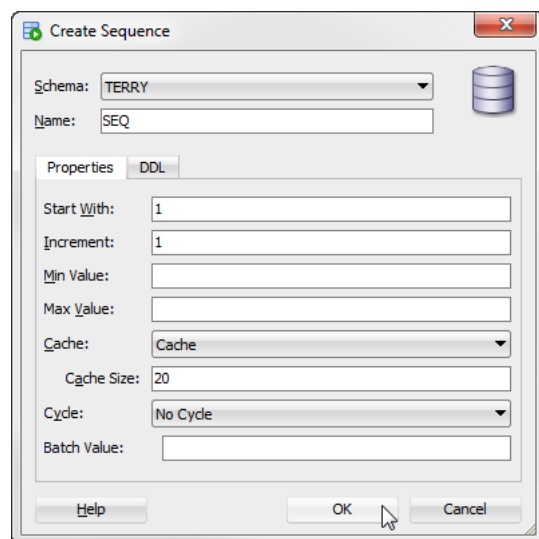 Create Sequence
Schema: TERRY
Name: SEQ
Properties DDL
Start With: 1
Increment: 1
Min Value:
Max Value:
Cache: Cache
Cache Size: 20
Cycle: No Cycle
Batch Value:
Help OK Cancel